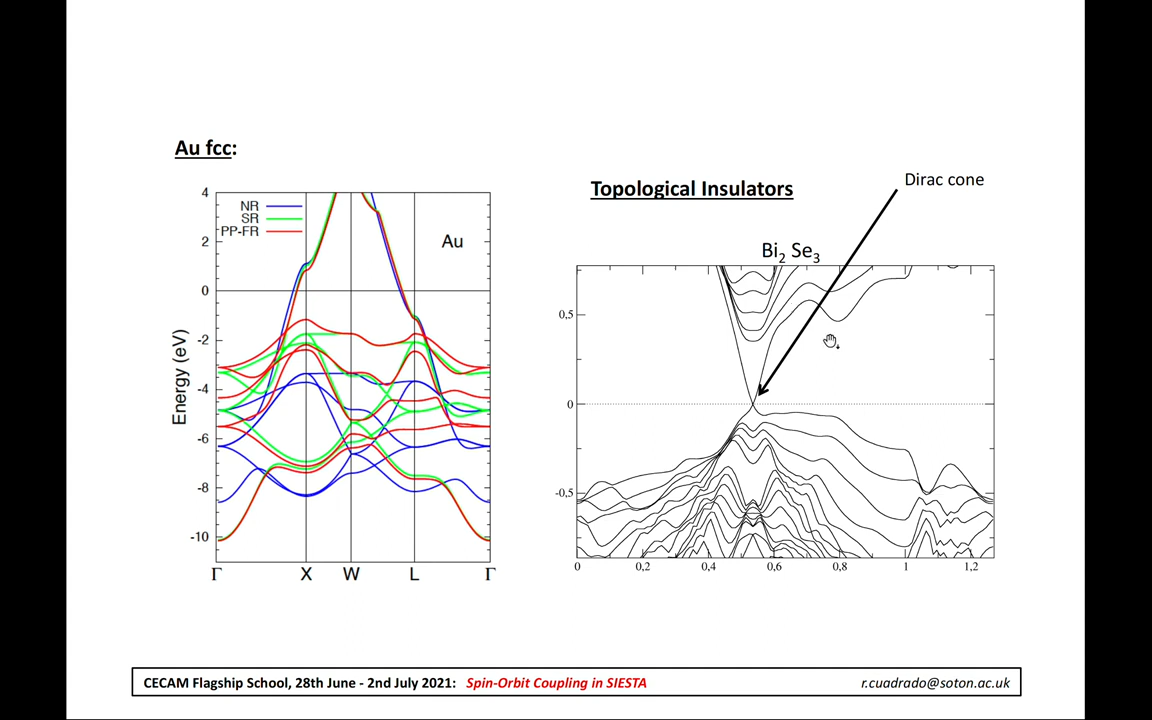 Au fcc:
Topological Insulators
Dirac cone
Bi2 Se3
NR
SR
PP-FR
Au
Energy (eV)
4
2
0
-2
-4
-6
-8
-10
Γ X W L Γ
0,5
0
-0,5
0 0,2 0,4 0,6 0,8 1 1,2
CECAM Flagship School, 28th June - 2nd July 2021: Spin-Orbit Coupling in SIESTA r.cuadrado@soton.ac.uk